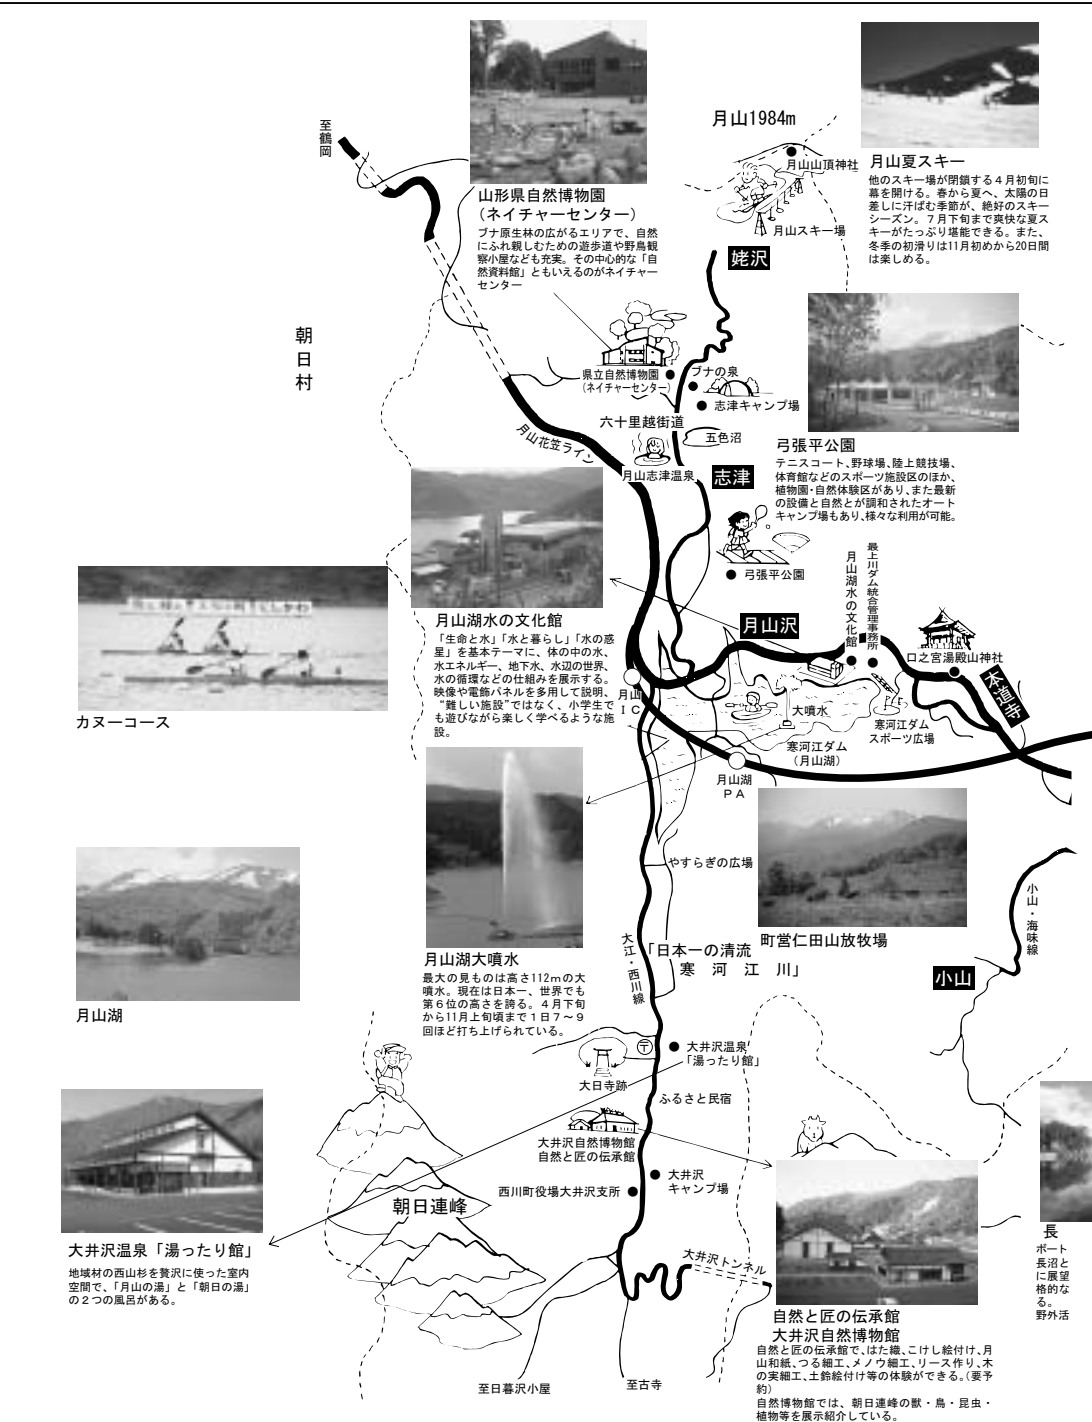 至鶴岡
朝日村
山形県自然博物園
(ネイチャーセンター)
ブナ原生林の広がるエリアで、自然
にふれ親しむための遊歩道や野鳥観
察小屋なども充実。その中心的な「自
然資料館」ともいえるのがネイチャー
センター
月山1984m
月山山頂神社
月山スキー場
姥沢
月山夏スキー
他のスキー場が閉鎖する４月初旬に
幕を開ける。春から夏へ、太陽の日
差しに汗ばむ季節が、絶好のスキー
シーズン。７月下旬まで爽快な夏ス
キーがたっぷり堪能できる。また、
冬季の初滑りは11月初めから20日間
は楽しめる。
県立自然博物園
(ネイチャーセンター)
ブナの泉
志津キャンプ場
六十里越街道
五色沼
月山花笠ライン
月山志津温泉
志津
弓張平公園
テニスコート、野球場、陸上競技場、
体育館などのスポーツ施設区のほか、
植物園・自然体験区があり、また最新
の設備と自然とが調和されたオート
キャンプ場もあり、様々な利用が可能。
弓張平公園
月山湖水の文化館
「生命と水」「水と暮らし」「水の惑
星」を基本テーマに、体の中の水、
水エネルギー、地下水、水辺の世界、
水の循環などの仕組みを展示する。
映像や電飾パネルを多用して説明、
“難しい施設”ではなく、小学生で
も遊びながら楽しく学べるような施
設。
月山沢
月山湖水の文化館
最上川ダム統合管理事務所
口之宮湯殿山神社
本道寺
月山
ＩＣ
大噴水
寒河江ダム
(月山湖)
寒河江ダム
スポーツ広場
月山湖
ＰＡ
カヌーコース
月山湖
月山湖大噴水
最大の見ものは高さ112mの大
噴水。現在は日本一、世界でも
第６位の高さを誇る。４月下旬
から11月上旬頃まで１日７～９
回ほど打ち上げられている。
やすらぎの広場
町営仁田山放牧場
大江・西川線
「日本一の清流
寒河江川」
小山・海味線
小山
大井沢温泉
「湯ったり館」
大日寺跡
ふるさと民宿
大井沢自然博物館
自然と匠の伝承館
大井沢
キャンプ場
西川町役場大井沢支所
朝日連峰
大井沢温泉「湯ったり館」
地域材の西山杉を贅沢に使った室内
空間で、「月山の湯」と「朝日の湯」
の２つの風呂がある。
大井沢トンネル
至日暮沢小屋
至古寺
自然と匠の伝承館
大井沢自然博物館
自然と匠の伝承館で、はた織、こけし絵付け、月
山和紙、つる細工、メノウ細工、リース作り、木
の実細工、土鈴絵付け等の体験ができる。(要予
約)
自然博物館では、朝日連峰の獣・鳥・昆虫・
植物等を展示紹介している。
長
ボート
長沼と
に展望
格的な
る。
野外活